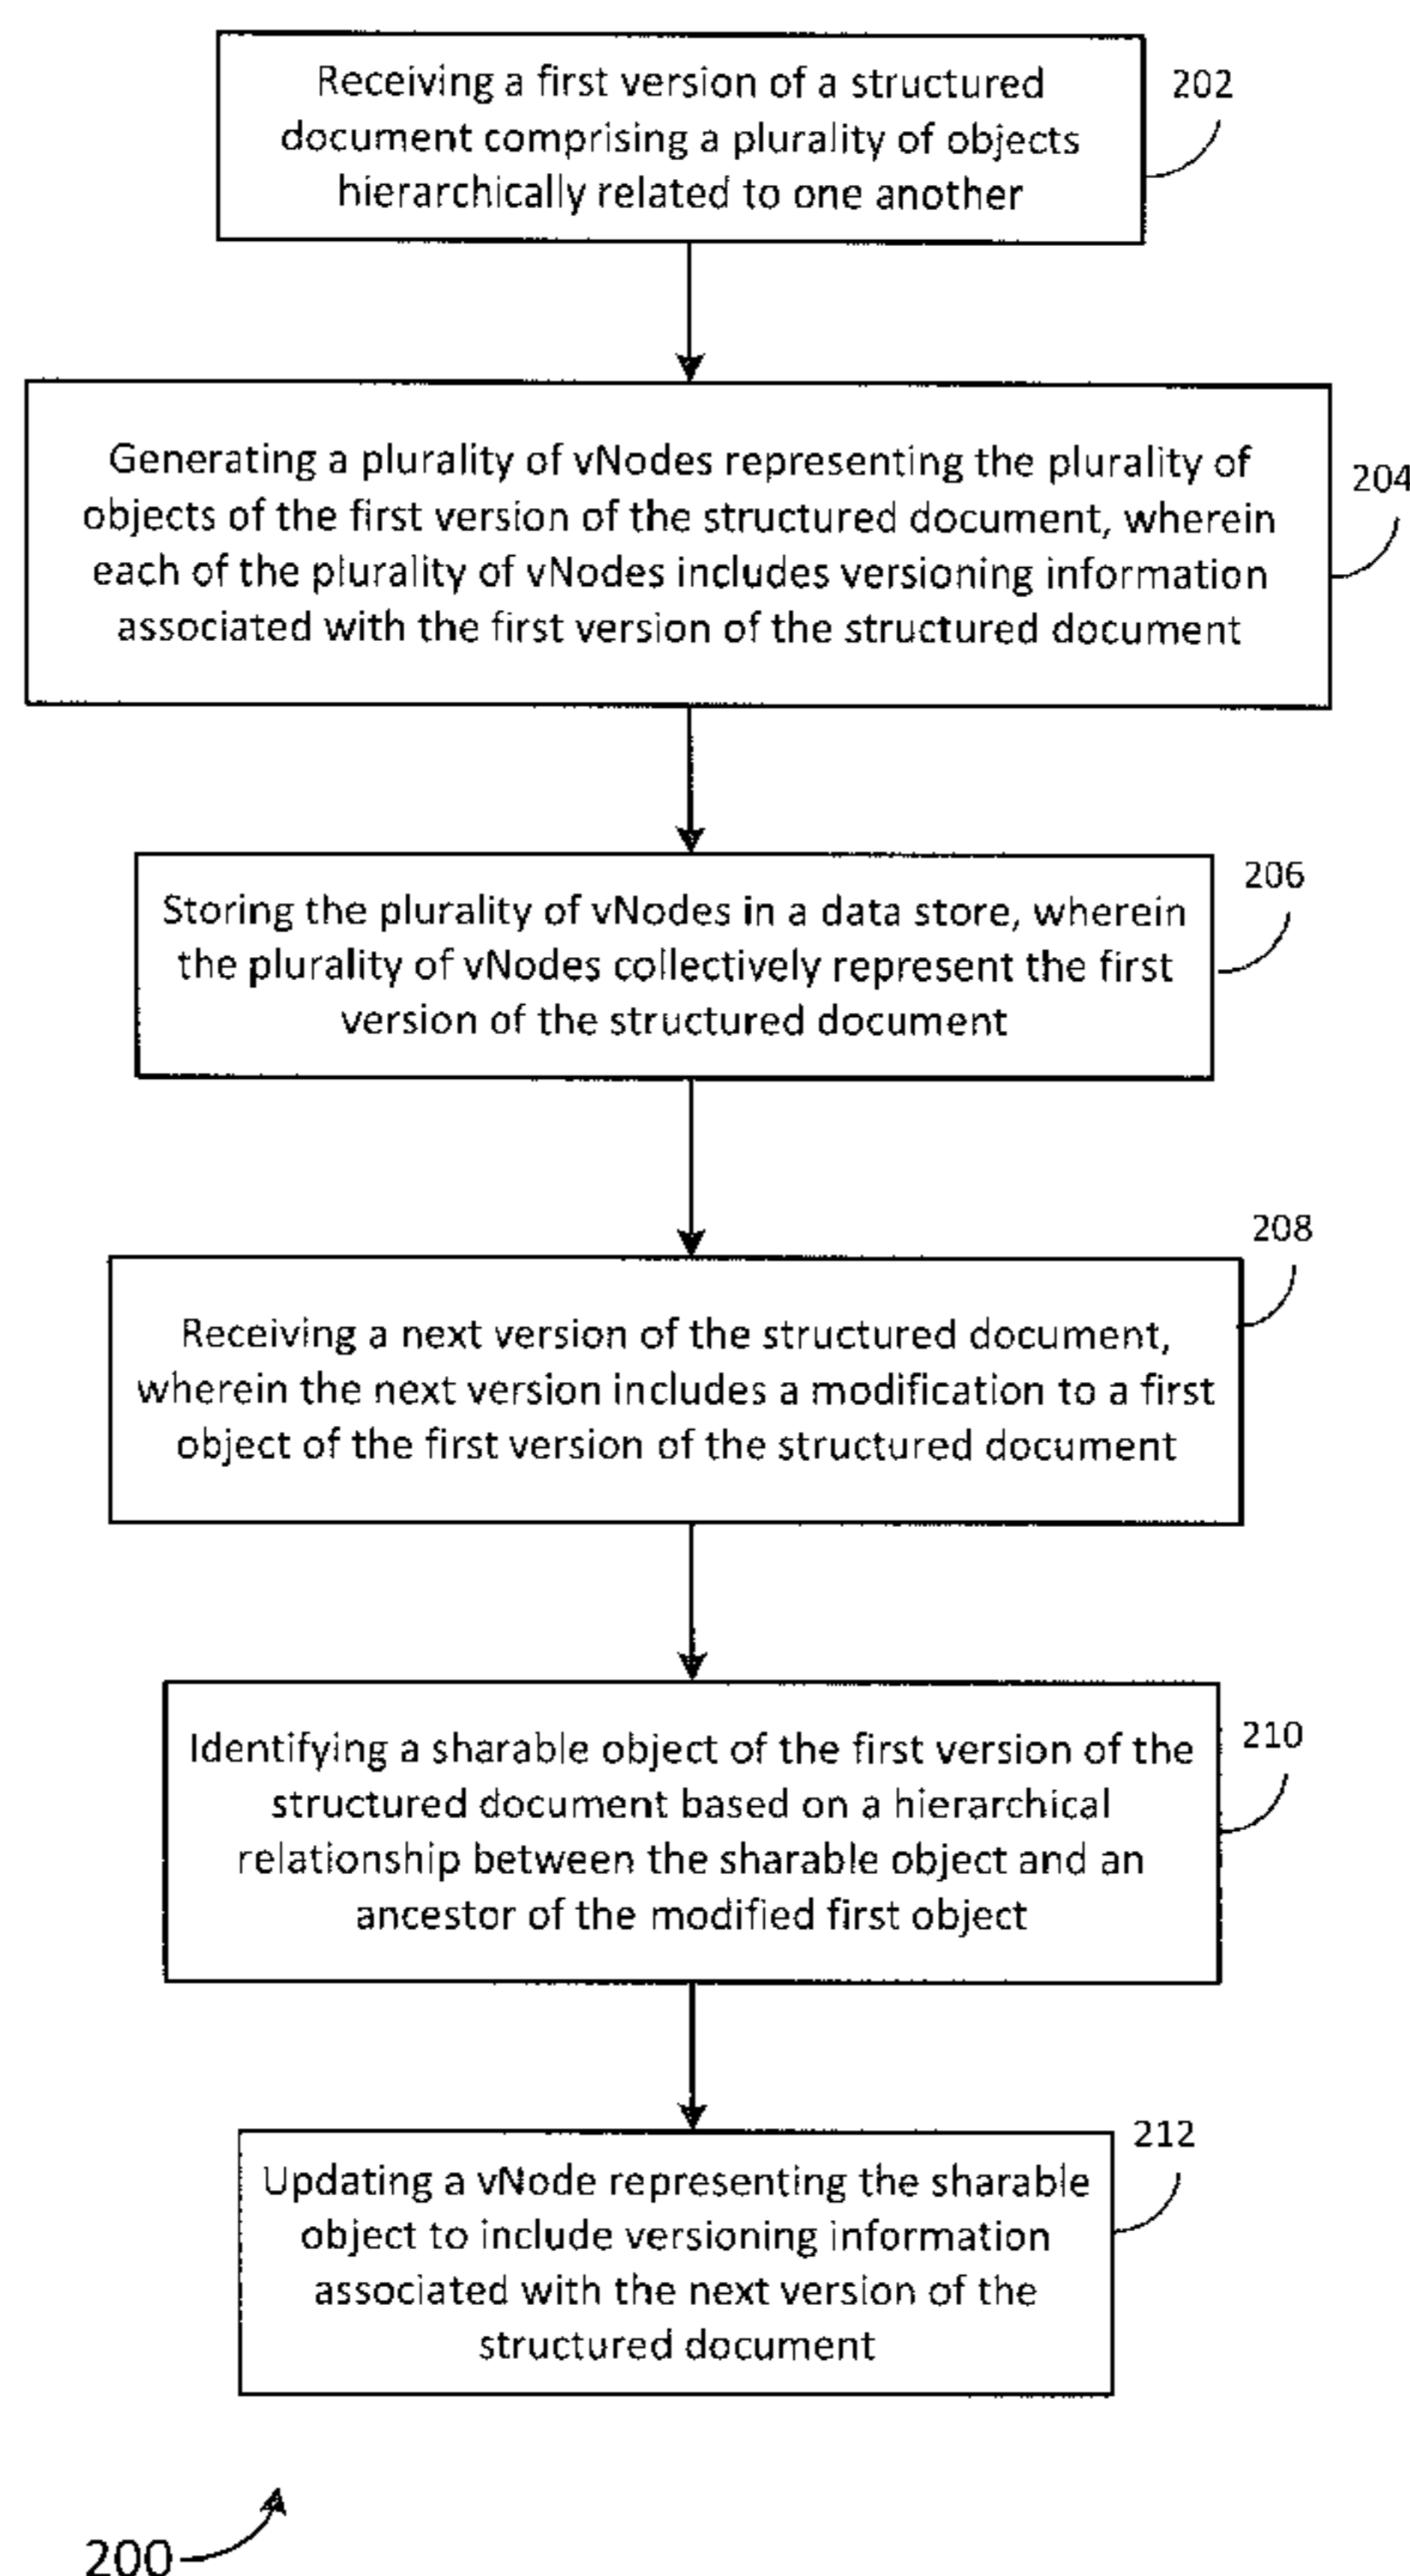 Receiving a first version of a structured
document comprising a plurality of objects
hierarchically related to one another
202
Generating a plurality of vNodes representing the plurality of
objects of the first version of the structured document, wherein
each of the plurality of vNodes includes versioning information
associated with the first version of the structured document
204
Storing the plurality of vNodes in a data store, wherein
the plurality of vNodes collectively represent the first
version of the structured document
206
Receiving a next version of the structured document,
wherein the next version includes a modification to a first
object of the first version of the structured document
208
Identifying a sharable object of the first version of the
structured document based on a hierarchical
relationship between the sharable object and an
ancestor of the modified first object
210
Updating a vNode representing the sharable
object to include versioning information
associated with the next version of the
structured document
212
200